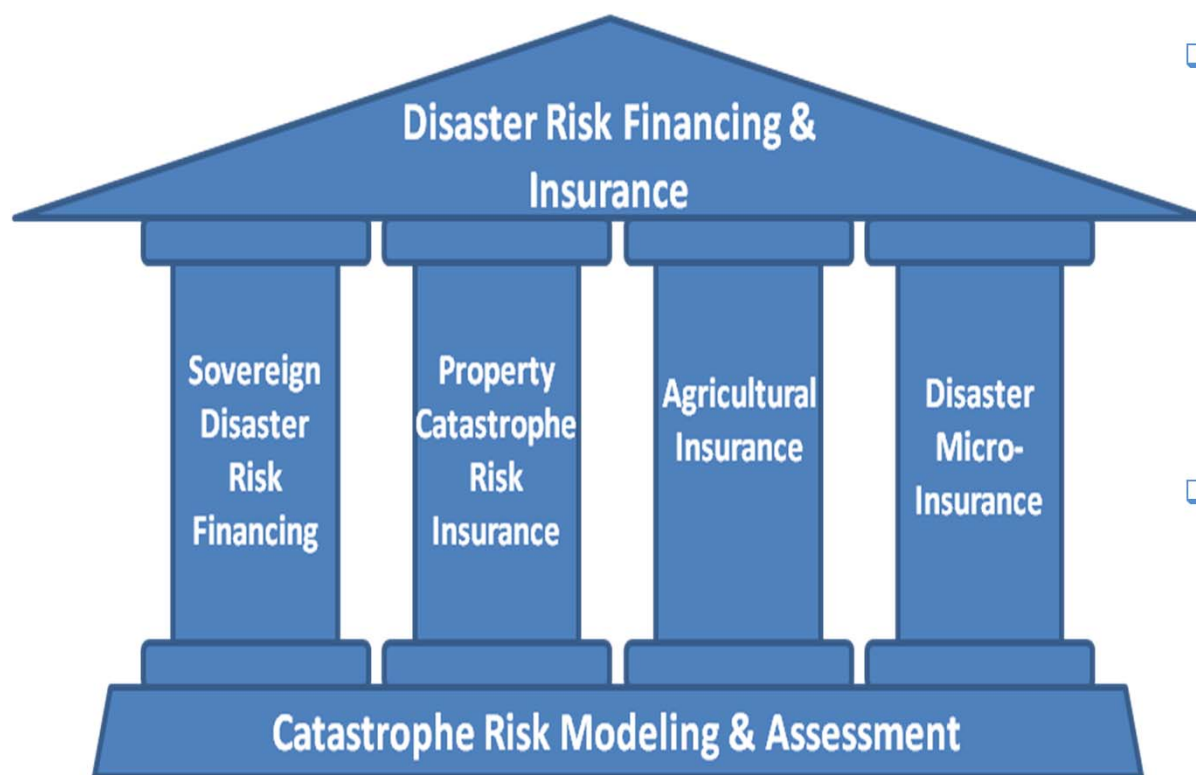 Disaster Risk Financing &
Insurance
Sovereign
Disaster
Risk
Financing
Property
Catastrophe
Risk
Insurance
Agricultural
Insurance
Disaster
Micro-
Insurance
Catastrophe Risk Modeling & Assessment